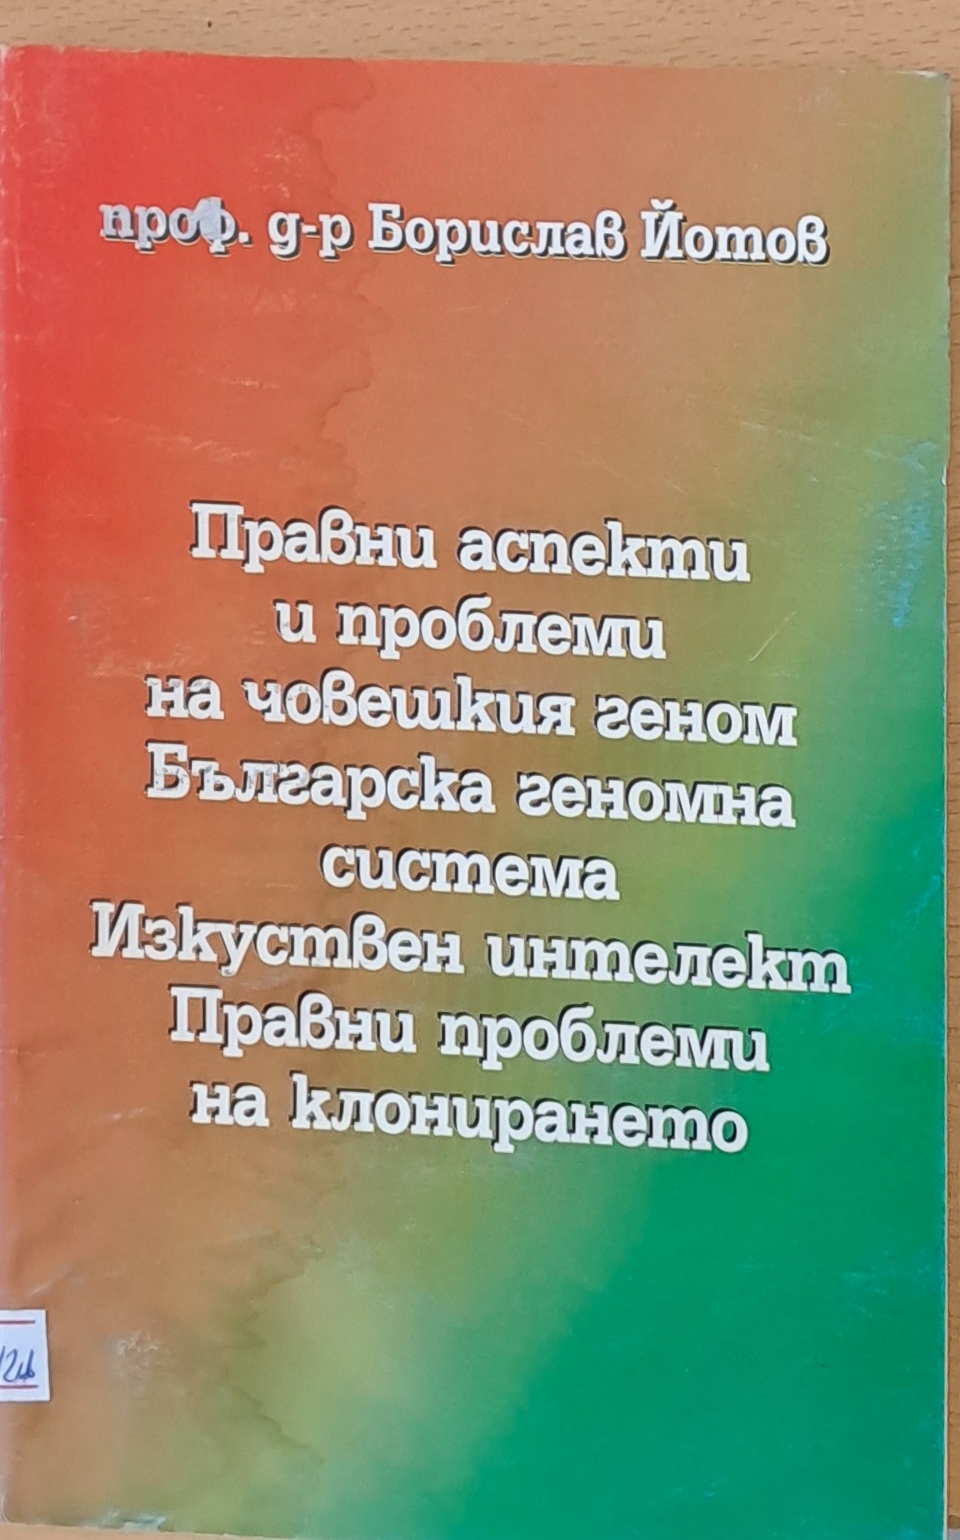 проф. д-р Борислав Йотов
Правни аспекти
и проблеми
на човешкия геном
Българска геномна
система
Изкуствен интелект
Правни проблеми
на клонирането